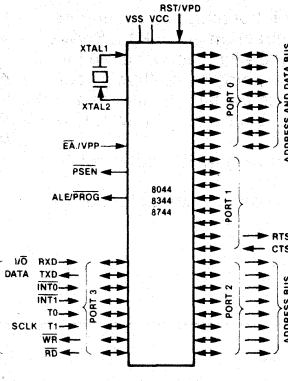 RST/VPD
VSS VCC
XTAL1
XTAL2
EA./VPP
PSEN
ALE/PROG
8044
8344
8744
PORT 0
ADDRESS AND DATA BUS
PORT 1
RTS
CTS
PORT 2
ADDRESS BUS
PORT 3
I/O RXD
DATA TXD
INT0
INT1
T0
SCLK T1
WR
RD